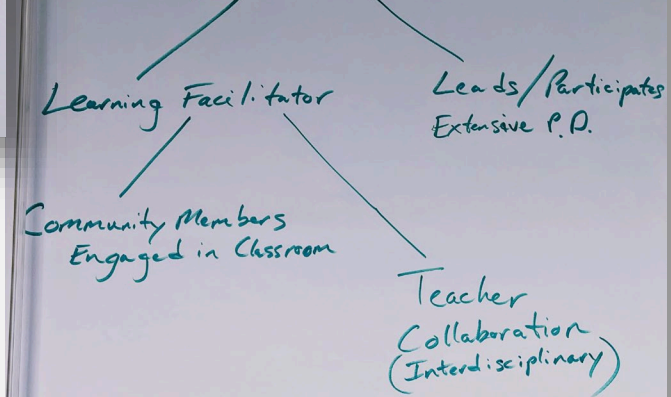 Learning Facilitator
Leads/Participates
Extensive P.D.
Community Members
Engaged in Classroom
Teacher
Collaboration
(Interdisciplinary)